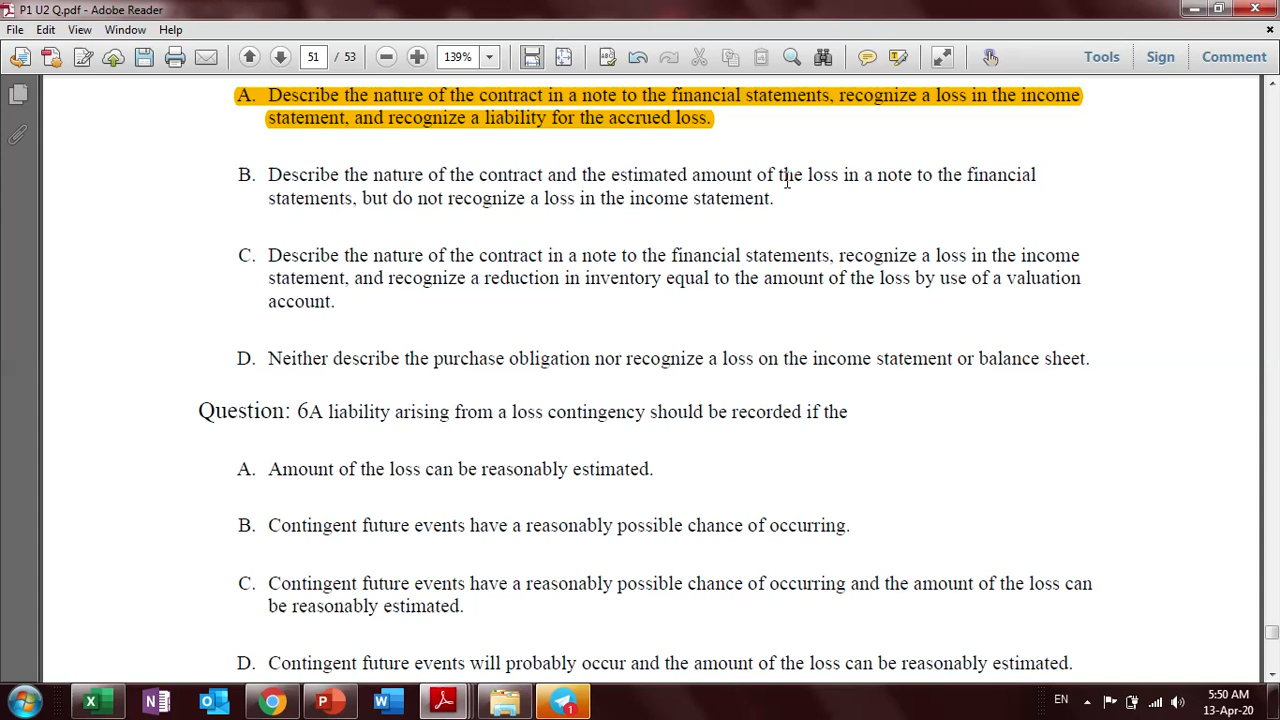 P1 U2 Q.pdf - Adobe Reader
File Edit View Window Help
51 / 53 139% Tools Sign Comment
A. Describe the nature of the contract in a note to the financial statements, recognize a loss in the income
statement, and recognize a liability for the accrued loss.
B. Describe the nature of the contract and the estimated amount of the loss in a note to the financial
statements, but do not recognize a loss in the income statement.
C. Describe the nature of the contract in a note to the financial statements, recognize a loss in the income
statement, and recognize a reduction in inventory equal to the amount of the loss by use of a valuation
account.
D. Neither describe the purchase obligation nor recognize a loss on the income statement or balance sheet.
Question: 6A liability arising from a loss contingency should be recorded if the
A. Amount of the loss can be reasonably estimated.
B. Contingent future events have a reasonably possible chance of occurring.
C. Contingent future events have a reasonably possible chance of occurring and the amount of the loss can
be reasonably estimated.
D. Contingent future events will probably occur and the amount of the loss can be reasonably estimated.
EN 5:50 AM
13-Apr-20